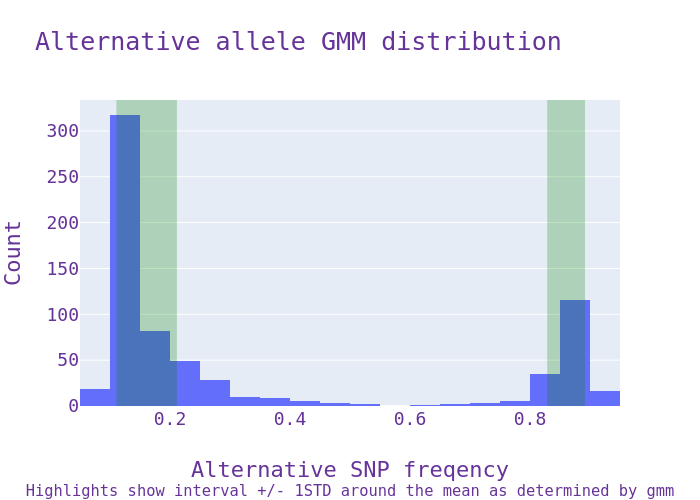 Alternative allele GMM distribution
300
250
200
150
100
50
0
Count
0.2
0.4
0.6
0.8
Alternative SNP freqency
Highlights show interval +/- 1STD around the mean as determined by gmm